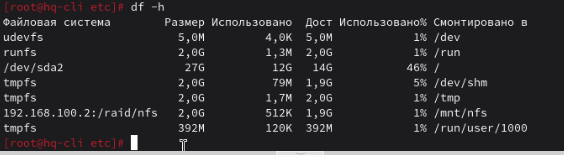 [root@hq-cli etc]# df -h
Файловая система Размер Использовано Дост Использовано% Смонтировано в
udevfs 5,0M 4,0K 5,0M 1% /dev
runfs 2,0G 1,3M 2,0G 1% /run
/dev/sda2 27G 12G 14G 46% /
tmpfs 2,0G 79M 1,9G 5% /dev/shm
tmpfs 2,0G 1,7M 2,0G 1% /tmp
192.168.100.2:/raid/nfs 2,0G 512K 1,9G 1% /mnt/nfs
tmpfs 392M 120K 392M 1% /run/user/1000
[root@hq-cli etc]#